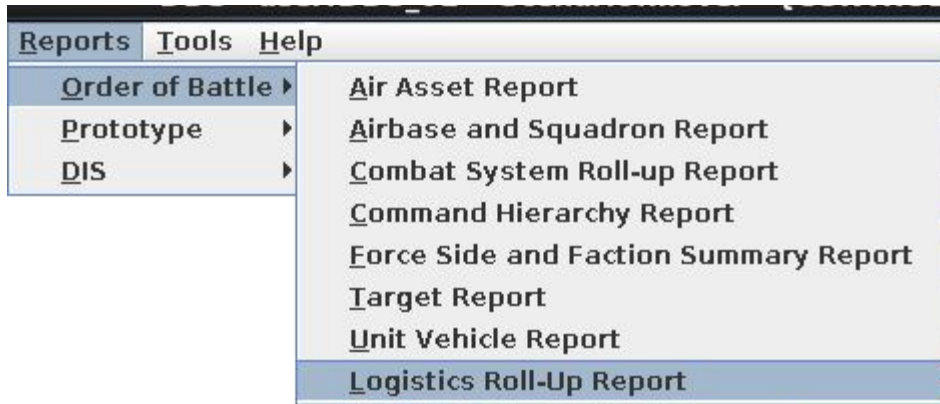 Reports Tools Help
Order of Battle
Prototype
DIS
Air Asset Report
Airbase and Squadron Report
Combat System Roll-up Report
Command Hierarchy Report
Force Side and Faction Summary Report
Target Report
Unit Vehicle Report
Logistics Roll-Up Report